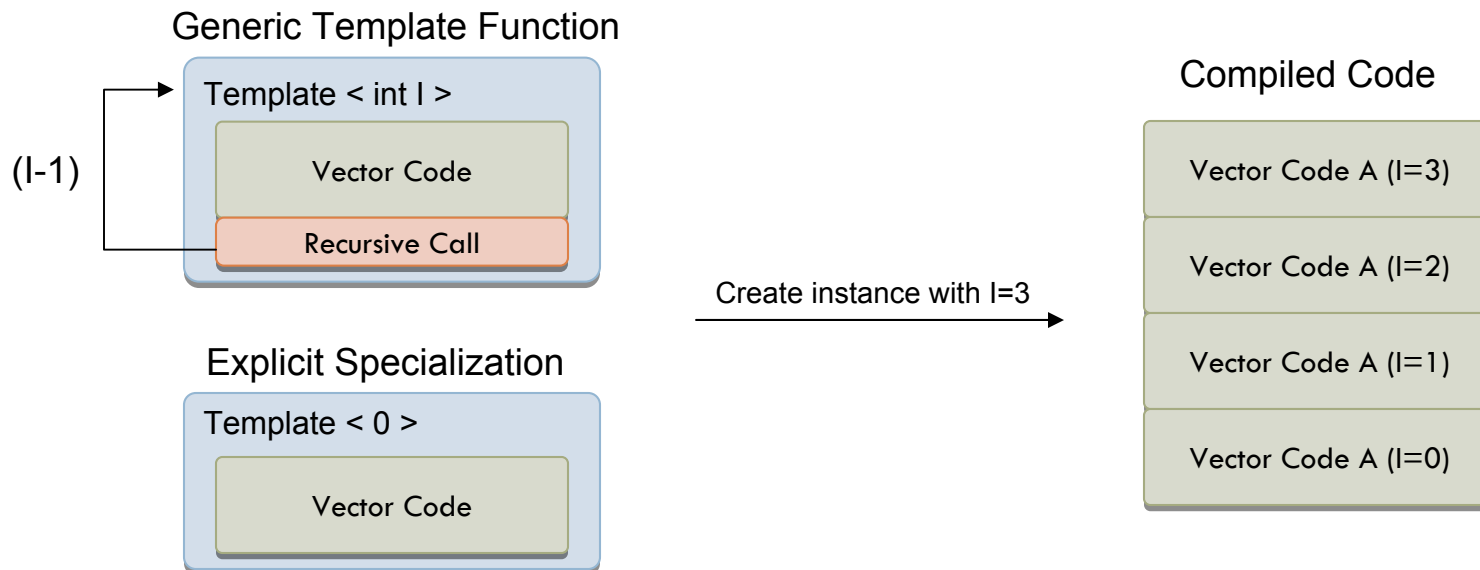 Generic Template Function
Template < int I >
Vector Code
Recursive Call
(I-1)
Explicit Specialization
Template < 0 >
Vector Code
Create instance with I=3
Compiled Code
Vector Code A (I=3)
Vector Code A (I=2)
Vector Code A (I=1)
Vector Code A (I=0)